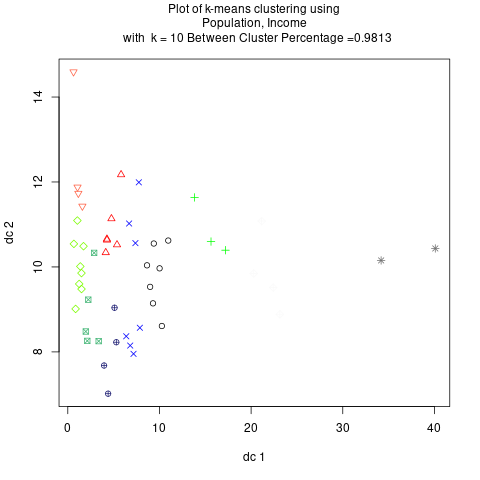 Plot of k-means clustering using
Population, Income
with k = 10 Between Cluster Percentage =0.9813
14
12
10
8
dc 2
0 10 20 30 40
dc 1